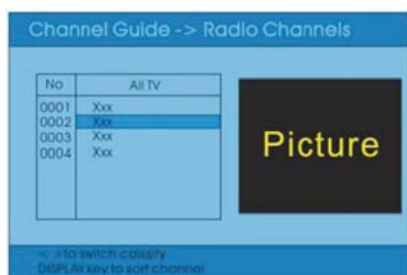 Channel Guide -> Radio Channels
No All TV
0001 Xxx
0002 Xxx
0003 Xxx
0004 Xxx
Picture
< > to switch calssify
DISPLAY key to sort channel